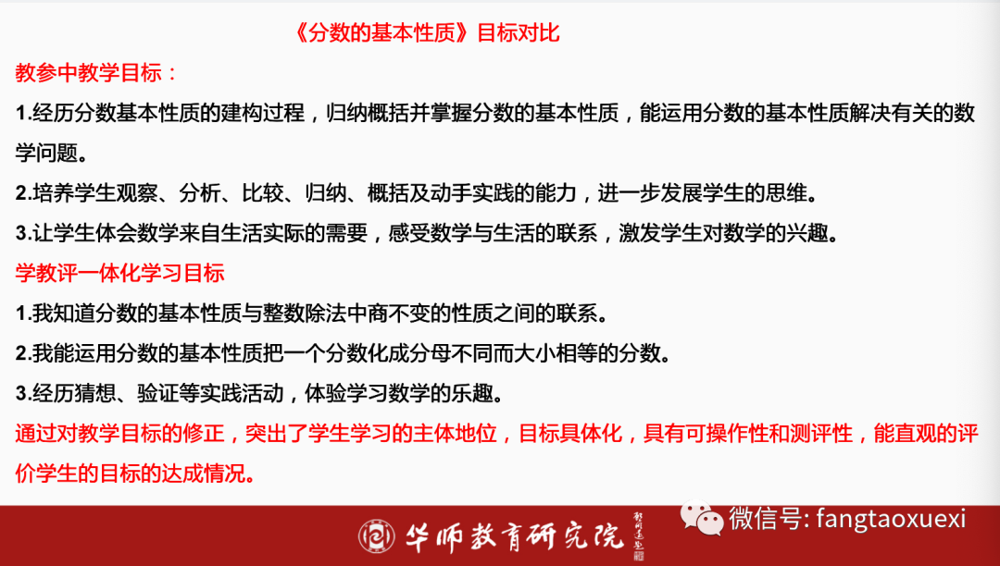 《分数的基本性质》目标对比
教参中教学目标：
1.经历分数基本性质的建构过程，归纳概括并掌握分数的基本性质，能运用分数的基本性质解决有关的数
学问题。
2.培养学生观察、分析、比较、归纳、概括及动手实践的能力，进一步发展学生的思维。
3.让学生体会数学来自生活实际的需要，感受数学与生活的联系，激发学生对数学的兴趣。
学教评一体化学习目标
1.我知道分数的基本性质与整数除法中商不变的性质之间的联系。
2.我能运用分数的基本性质把一个分数化成分母不同而大小相等的分数。
3.经历猜想、验证等实践活动，体验学习数学的乐趣。
通过对教学目标的修正，突出了学生学习的主体地位，目标具体化，具有可操作性和测评性，能直观的评
价学生的目标的达成情况。
华师教育研究院
微信号: fangtaoxuexi